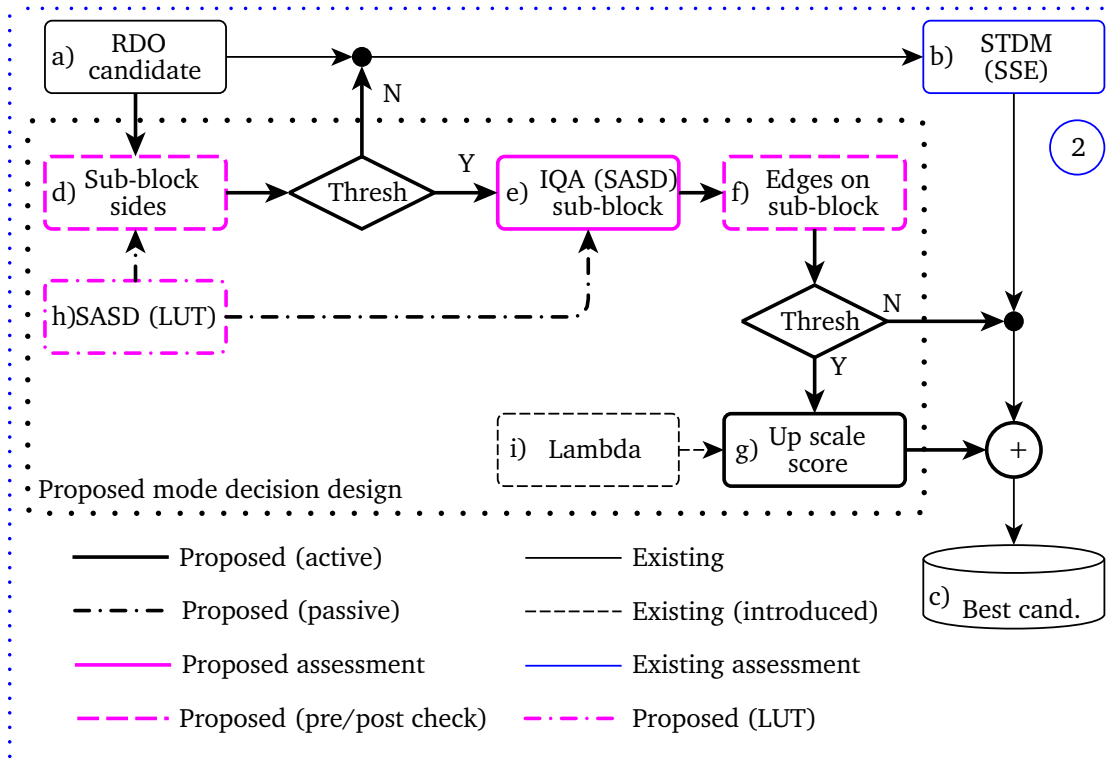 a) RDO
candidate
b) STDM
(SSE)
N
2
d) Sub-block
sides
Thresh
Y
e) IQA (SASD)
sub-block
f) Edges on
sub-block
h)SASD (LUT)
Thresh
N
Y
i) Lambda
g) Up scale
score
+
Proposed mode decision design
c) Best cand.
Proposed (active)
Existing
Proposed (passive)
Existing (introduced)
Proposed assessment
Existing assessment
Proposed (pre/post check)
Proposed (LUT)